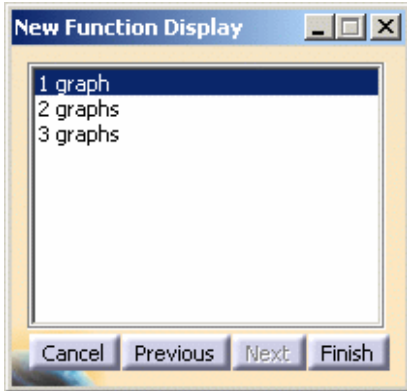 New Function Display
1 graph
2 graphs
3 graphs
Cancel Previous Next Finish